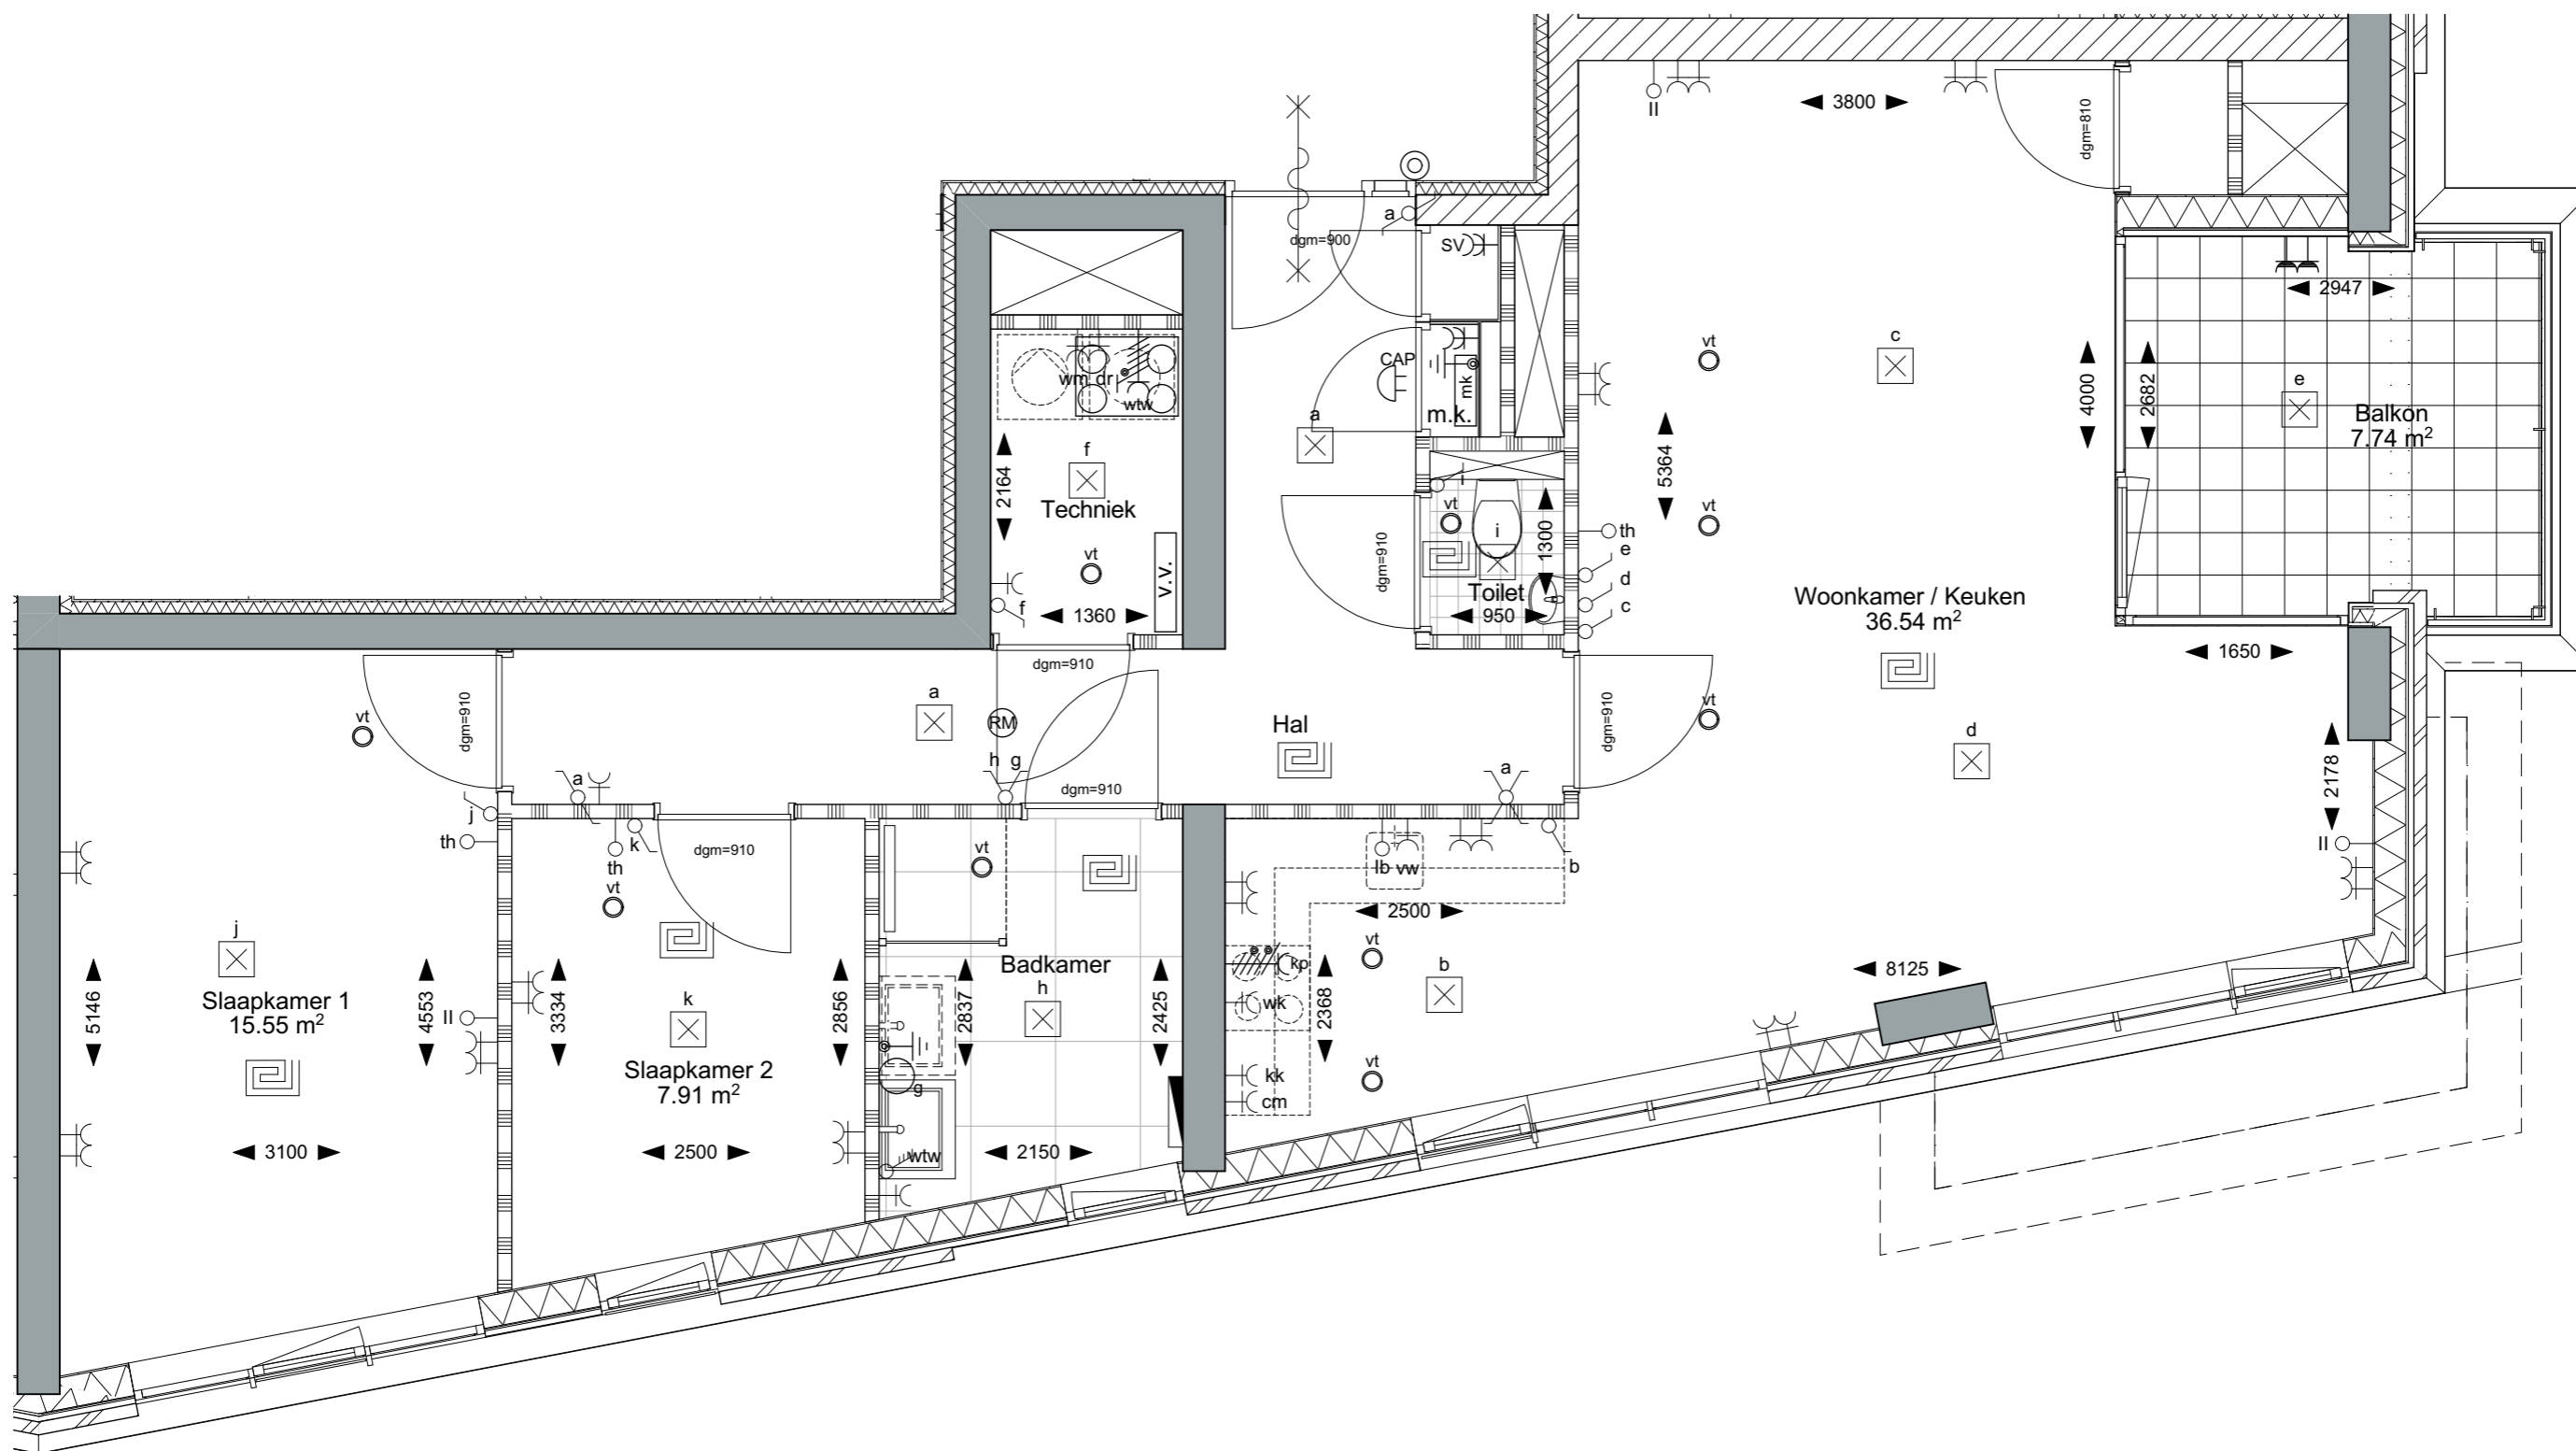 II
3800
dgm=810
a
dgm=900
SV
2947
vt
c
CAP
mk
m.k.
a
wm dr
wtw
e
Balkon
7.74 m²
4000
2682
5364
f
2164
Techniek
vt
i
vt
i
1300
vt
th
e
d
c
V.V.
f
1360
dgm=910
Toilet
950
Woonkamer / Keuken
36.54 m²
1650
dgm=910
dgm=910
vt
a
RM
Hal
dgm=910
vt
d
2178
h g
a
dgm=910
a
j
th
k
th
vt
dgm=910
vt
lb vw
b
II
2500
j
Slaapkamer 1
15.55 m²
5146
4553
II
3334
k
Slaapkamer 2
7.91 m²
2856
2837
Badkamer
h
2425
kp
wk
2368
vt
b
8125
kk
cm
vt
g
wtw
3100
2500
2150